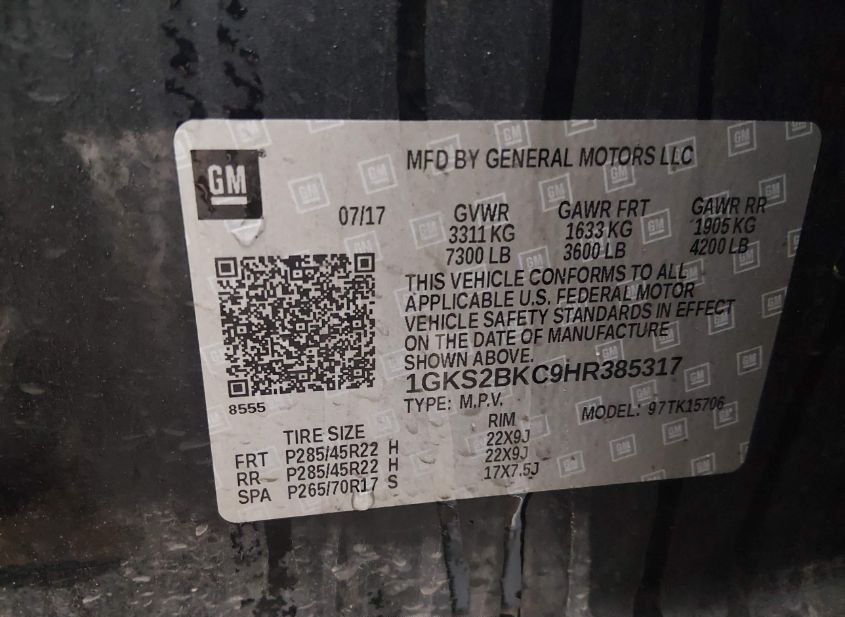 GM
MFD BY GENERAL MOTORS LLC
07/17
GVWR GAWR FRT GAWR RR
3311 KG 1633 KG 1905 KG
7300 LB 3600 LB 4200 LB
THIS VEHICLE CONFORMS TO ALL
APPLICABLE U.S. FEDERAL MOTOR
VEHICLE SAFETY STANDARDS IN EFFECT
ON THE DATE OF MANUFACTURE
SHOWN ABOVE.
1GKS2BKC9HR385317
8555
TYPE: M.P.V. MODEL: 97TK15706
TIRE SIZE RIM
FRT P285/45R22 H 22X9J
RR P285/45R22 H 22X9J
SPA P265/70R17 S 17X7.5J